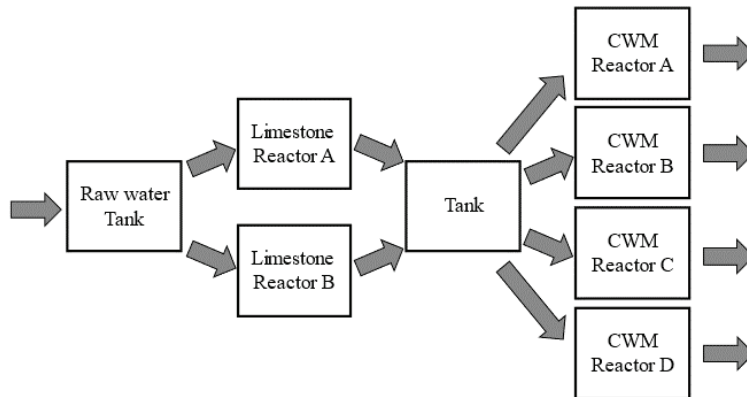 CWM
Reactor A
Limestone
Reactor A
CWM
Reactor B
Raw water
Tank
Tank
Limestone
Reactor B
CWM
Reactor C
CWM
Reactor D